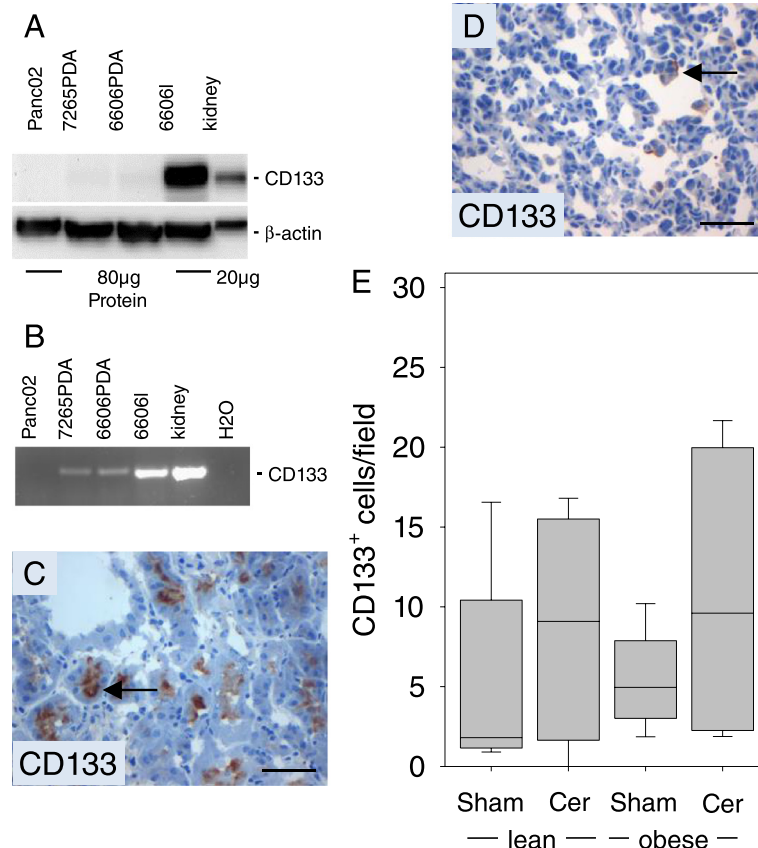 A
Panc02
7265PDA
6606PDA
6606l
kidney
- CD133
- β-actin
80µg
Protein
20µg
B
Panc02
7265PDA
6606PDA
6606l
kidney
H2O
- CD133
C
CD133
D
CD133
E
CD133+ cells/field
30
25
20
15
10
5
0
Sham Cer Sham Cer
lean obese